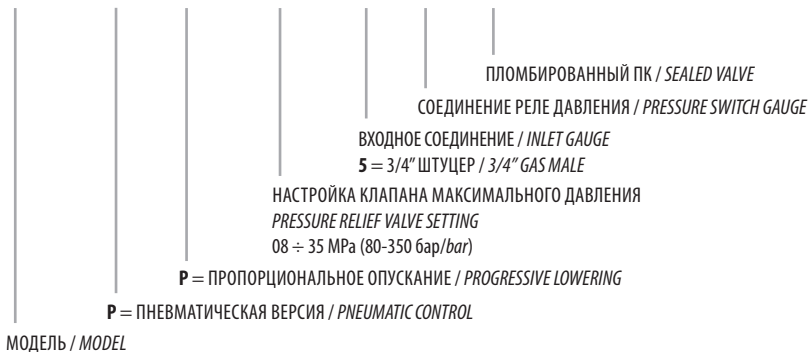 ПЛОМБИРОВАННЫЙ ПК / SEALED VALVE
СОЕДИНЕНИЕ РЕЛЕ ДАВЛЕНИЯ / PRESSURE SWITCH GAUGE
ВХОДНОЕ СОЕДИНЕНИЕ / INLET GAUGE
5 = 3/4" ШТУЦЕР / 3/4" GAS MALE
НАСТРОЙКА КЛАПАНА МАКСИМАЛЬНОГО ДАВЛЕНИЯ
PRESSURE RELIEF VALVE SETTING
08 ÷ 35 MPa (80-350 бар/bar)
P = ПРОПОРЦИОНАЛЬНОЕ ОПУСКАНИЕ / PROGRESSIVE LOWERING
P = ПНЕВМАТИЧЕСКАЯ ВЕРСИЯ / PNEUMATIC CONTROL
МОДЕЛЬ / MODEL